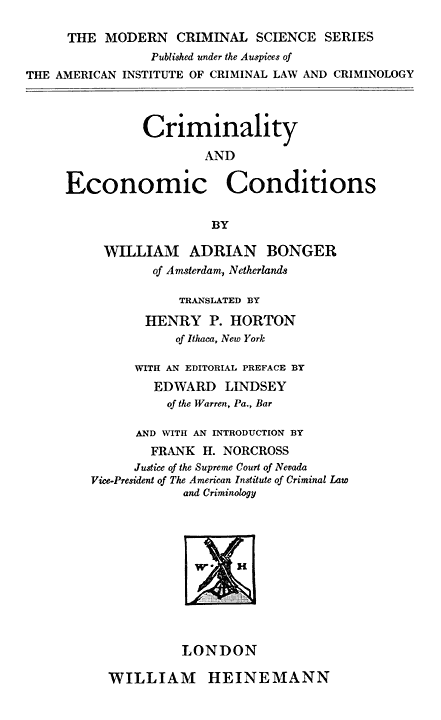 THE MODERN CRIMINAL SCIENCE SERIES
Published under the Auspices of
THE AMERICAN INSTITUTE OF CRIMINAL LAW AND CRIMINOLOGY
Criminality
AND
Economic Conditions
BY
WILLIAM ADRIAN BONGER
of Amsterdam, Netherlands
TRANSLATED BY
HENRY P. HORTON
of Ithaca, New York
WITH AN EDITORIAL PREFACE BY
EDWARD LINDSEY
of the Warren, Pa., Bar
AND WITH AN INTRODUCTION BY
FRANK H. NORCROSS
Justice of the Supreme Court of Nevada
Vice-President of The American Institute of Criminal Law
and Criminology
W H
LONDON
WILLIAM HEINEMANN